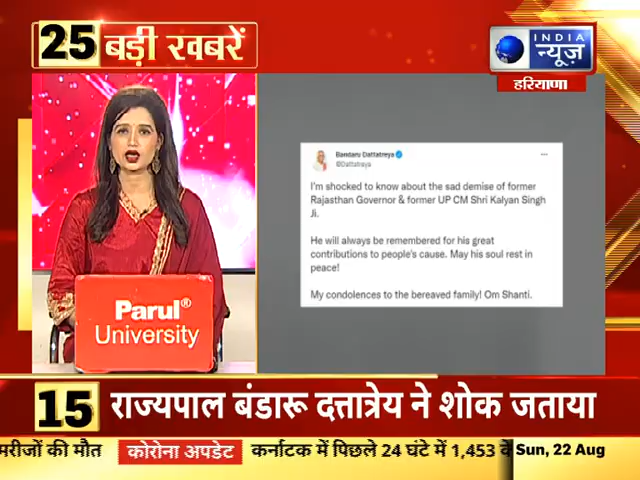 25 बड़ी खबरें
INDIA
न्यूज़
हरियाणा
Bandaru Dattatreya
@Dattatreya
I'm shocked to know about the sad demise of former
Rajasthan Governor & former UP CM Shri Kalyan Singh
Ji.
He will always be remembered for his great
contributions to people's cause. May his soul rest in
peace!
My condolences to the bereaved family! Om Shanti.
Parul®
University
15 राज्यपाल बंडारू दत्तात्रेय ने शोक जताया
मरीजों की मौत कोरोना अपडेट कर्नाटक में पिछले 24 घंटे में 1,453 Sun, 22 Aug